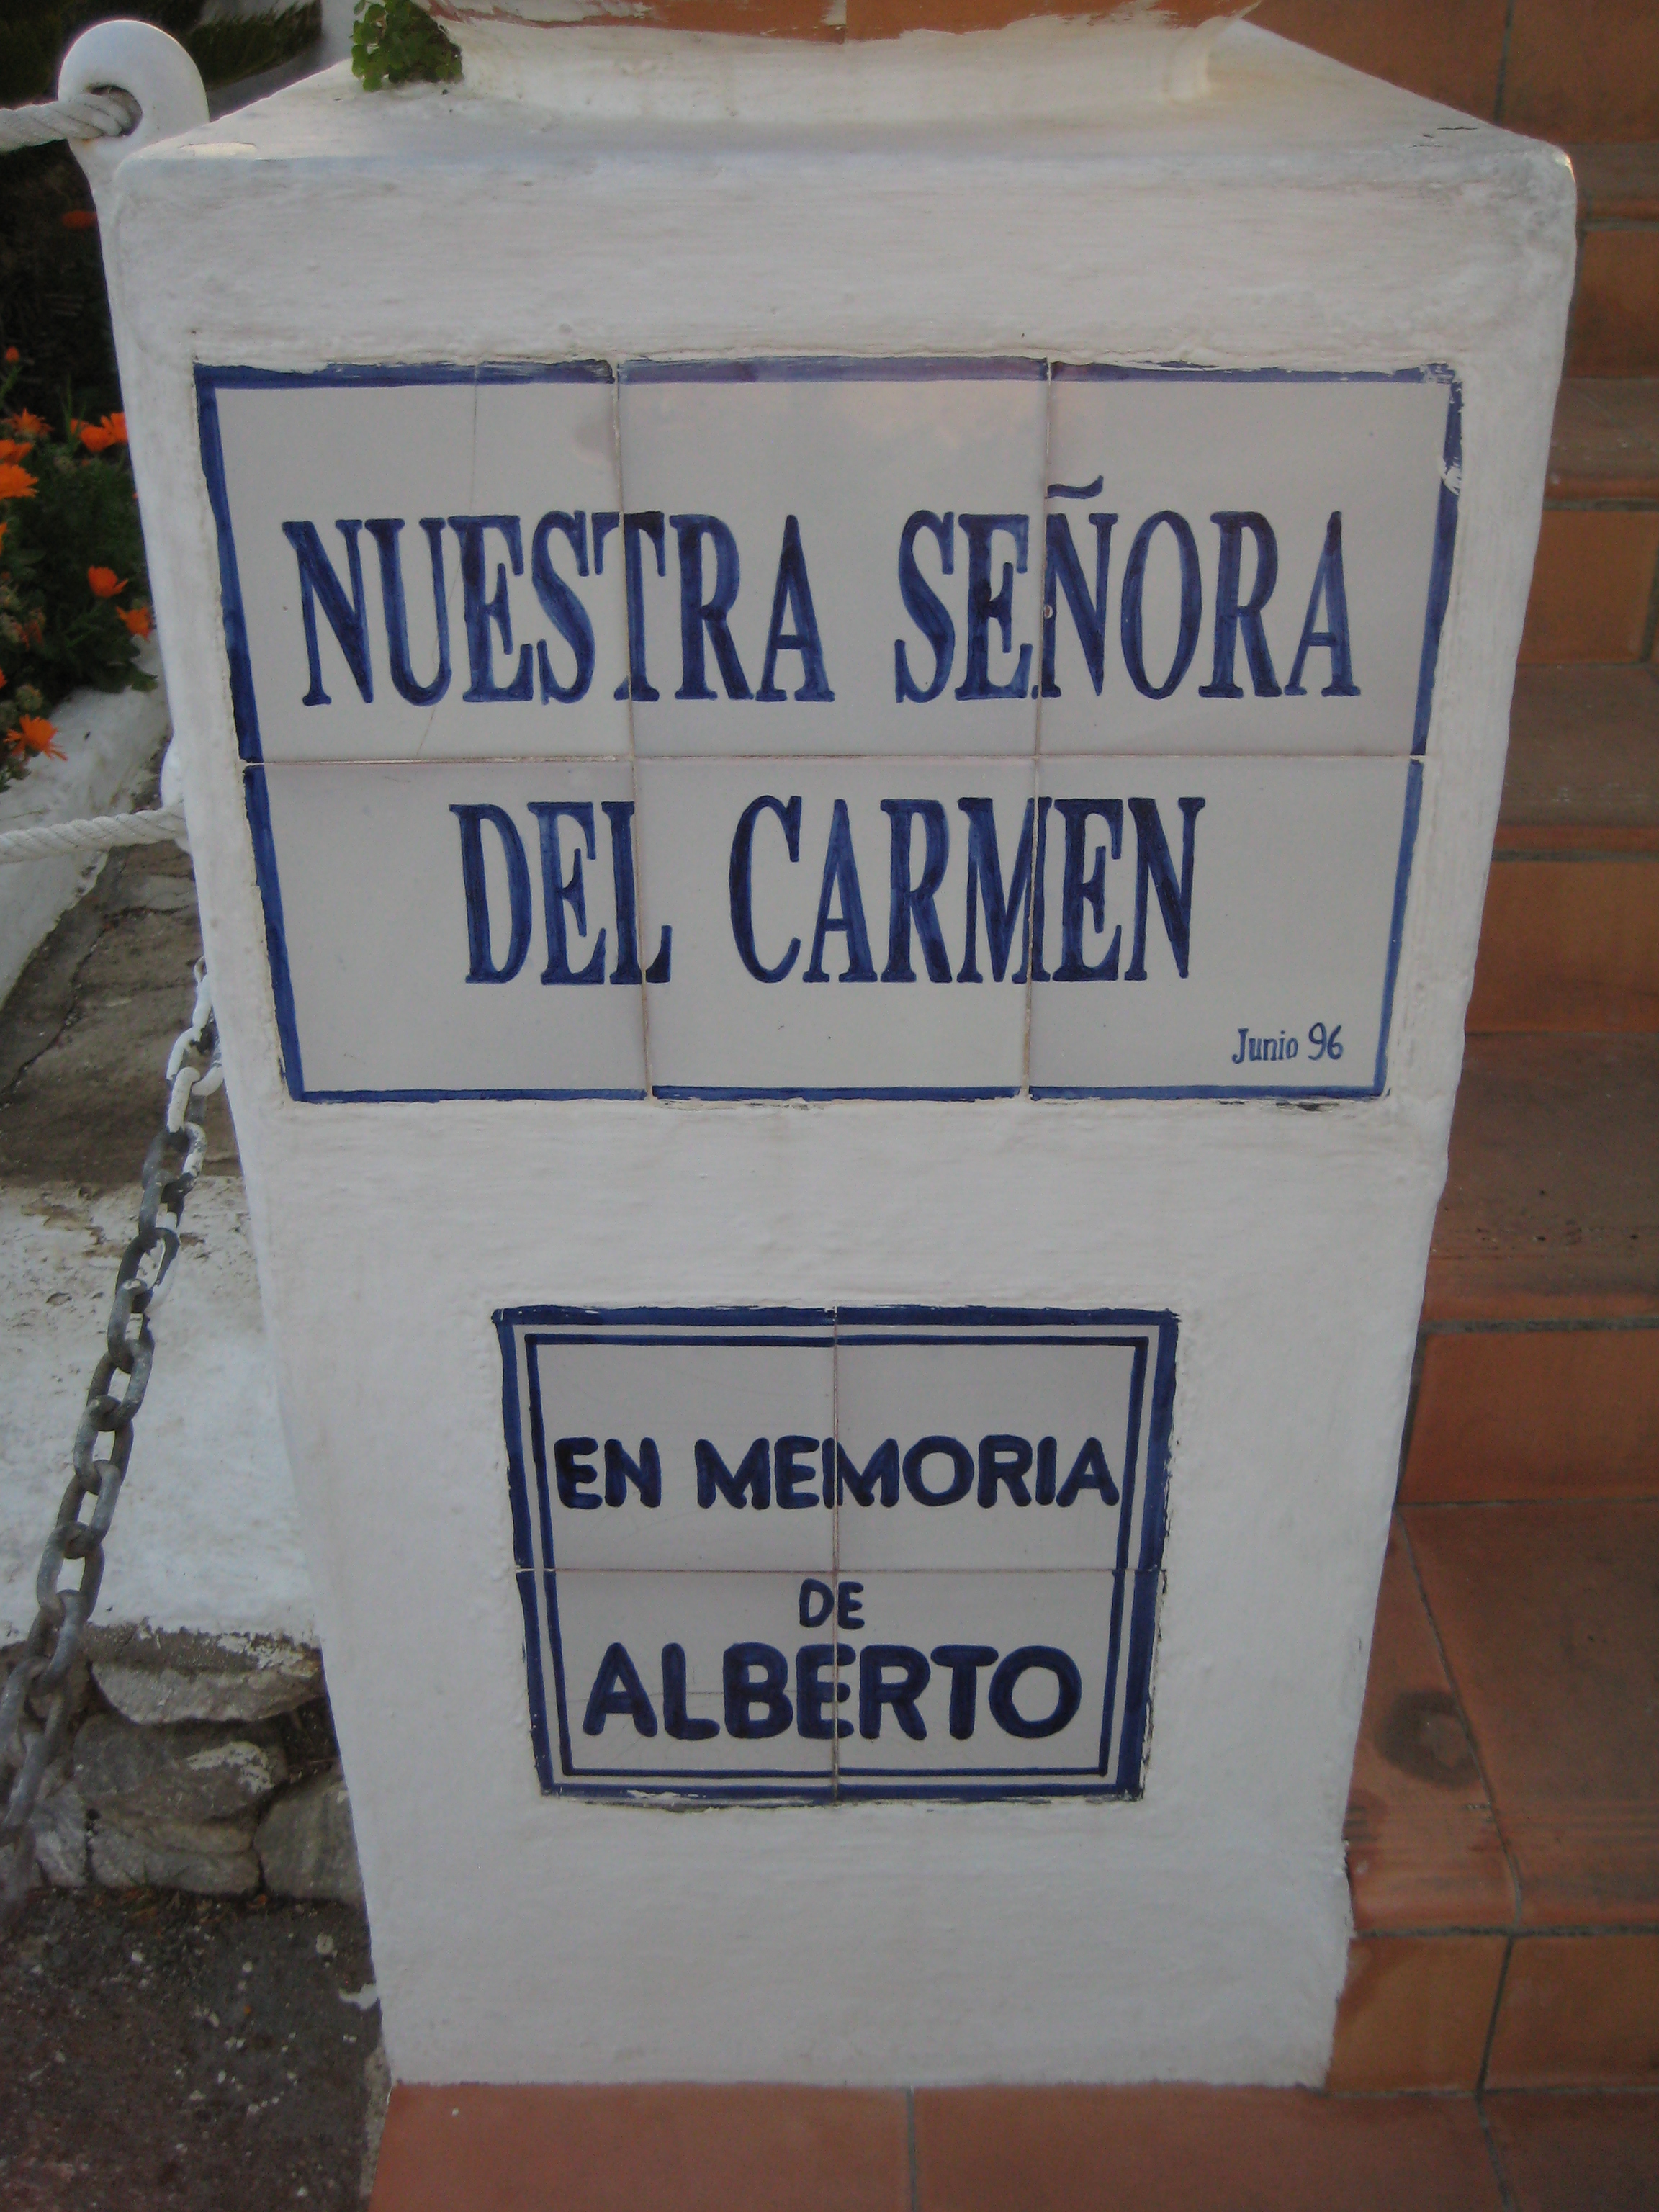 NUESTRA SEÑORA
DEL CARMEN
Junio 96
EN MEMORIA
DE
ALBERTO